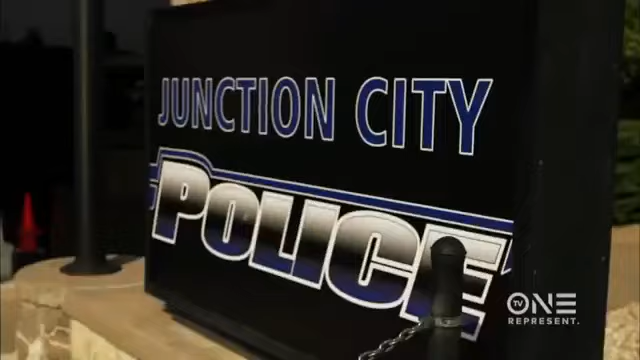 JUNCTION CITY
POLICE
TV ONE
REPRESENT.